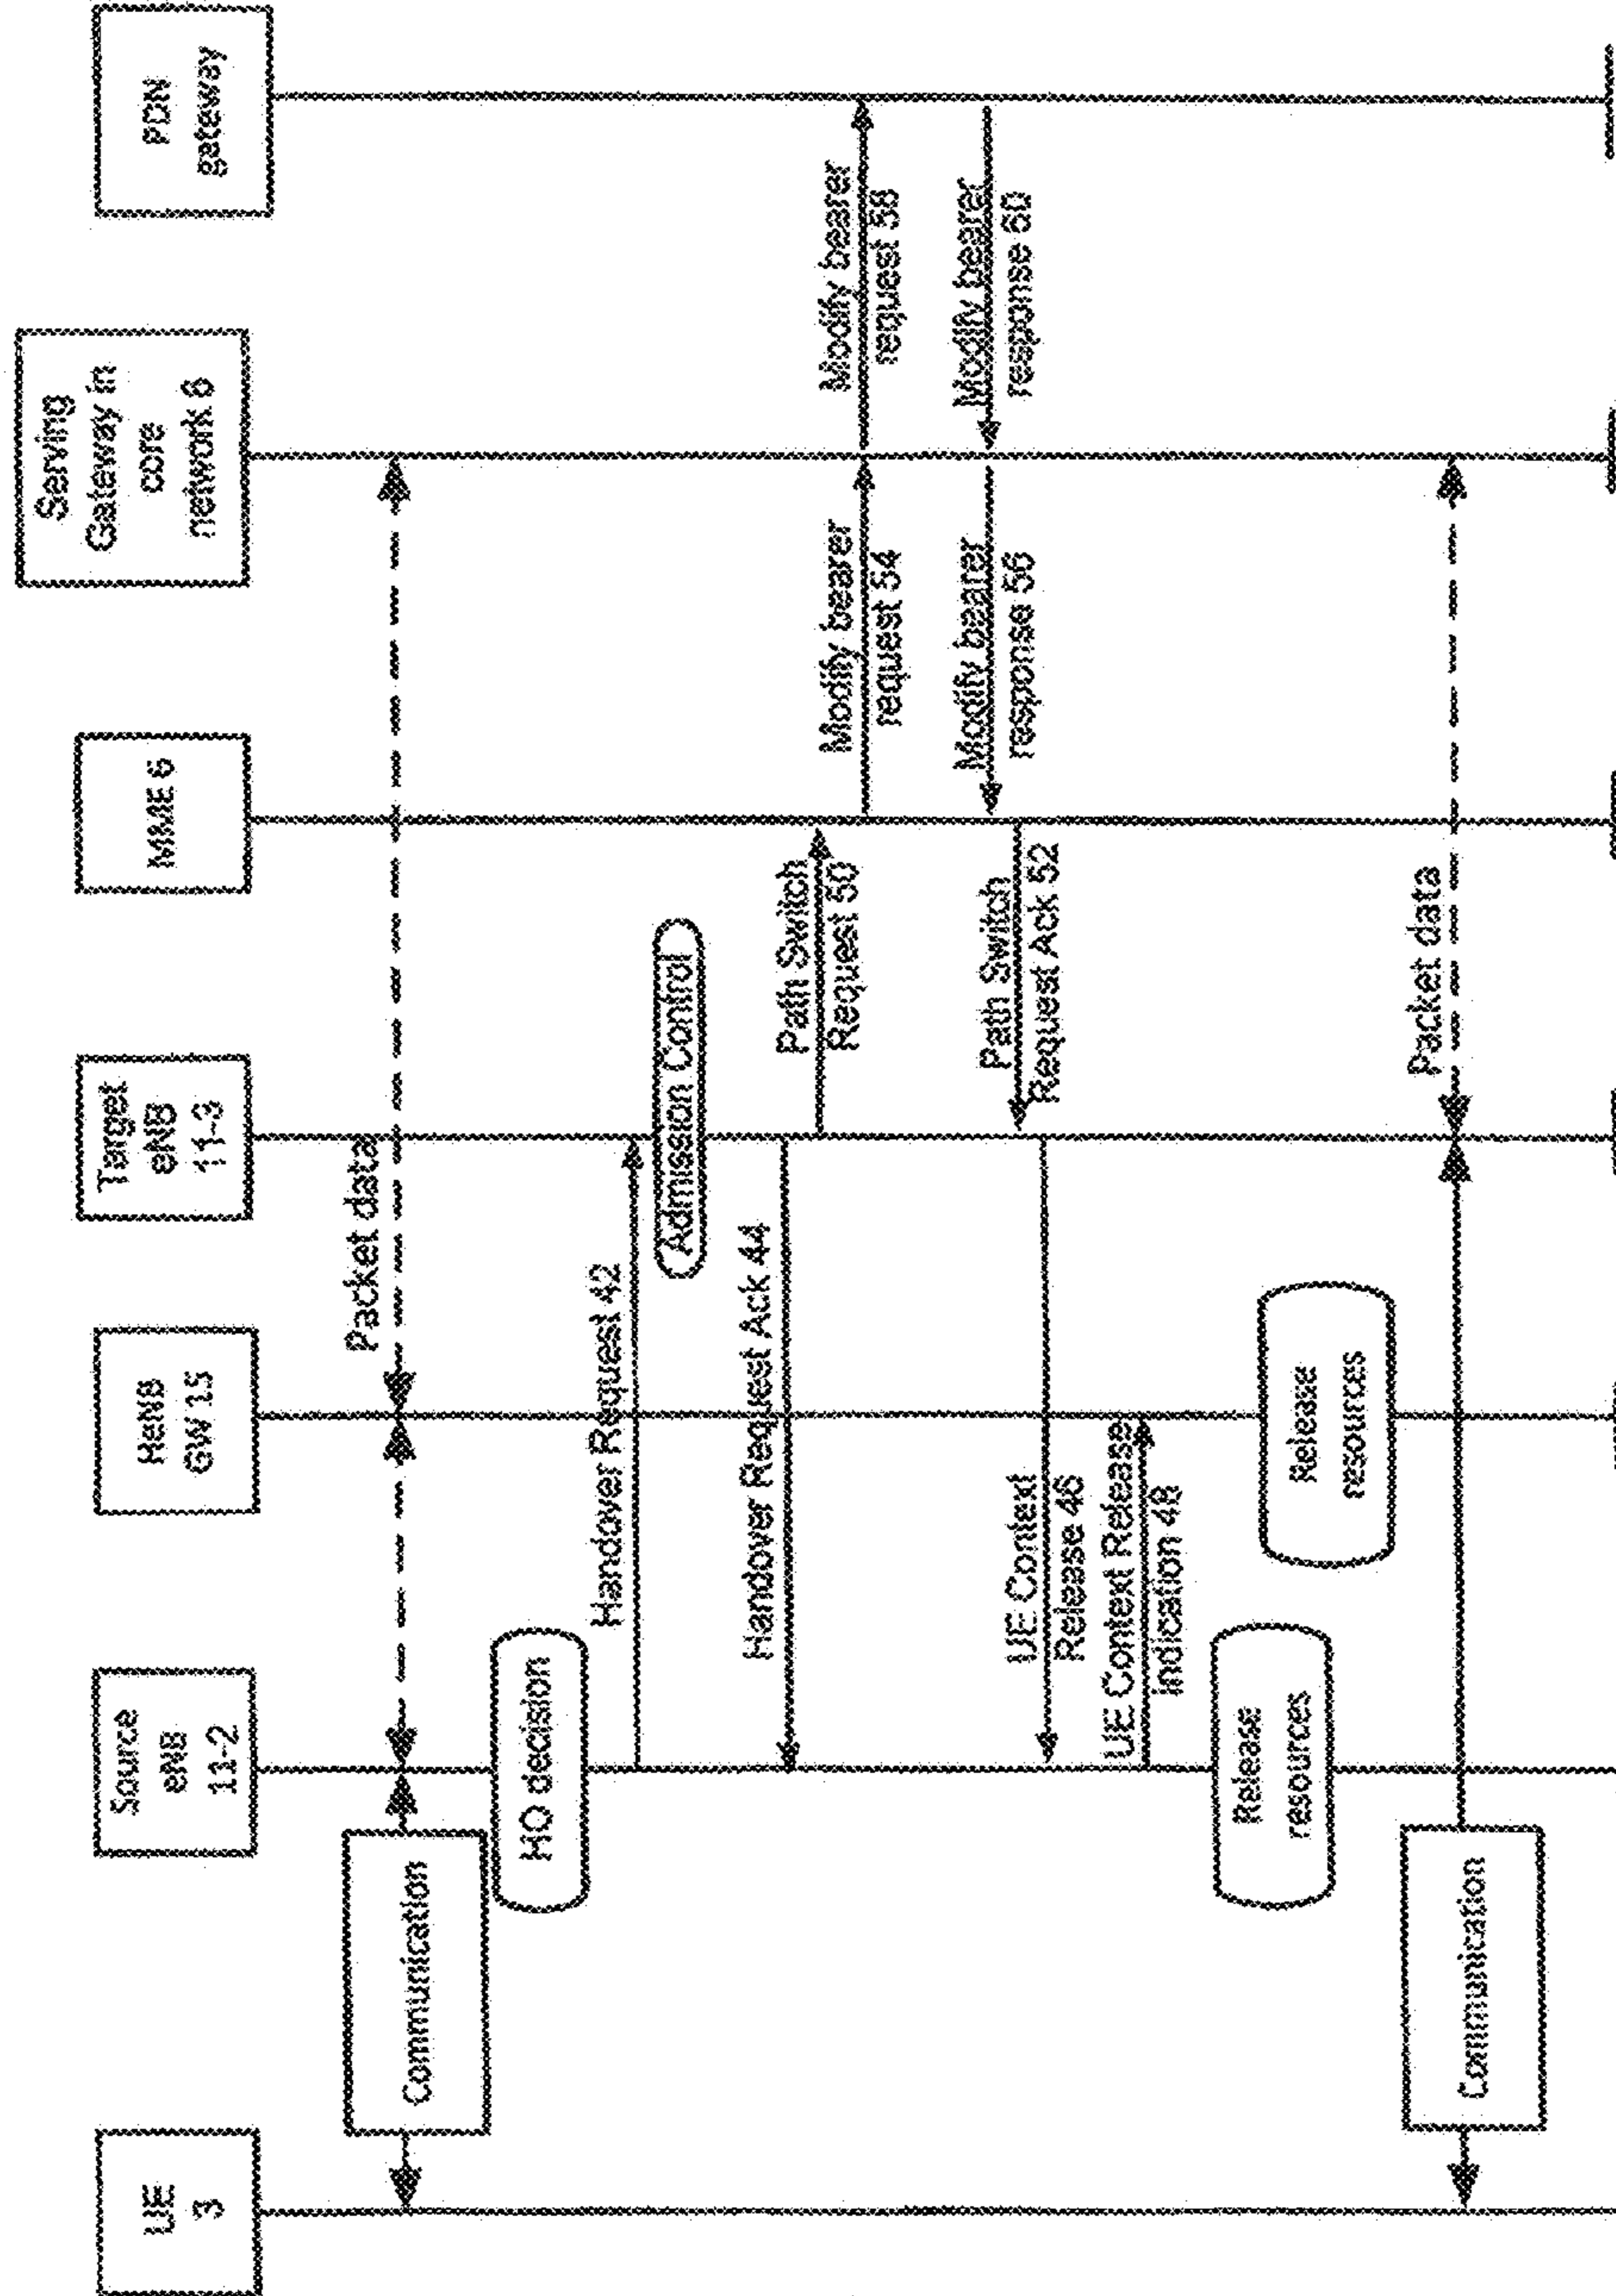 UE
3
Source
eNB
11-2
HeNB
GW 15
Target
eNB
11-3
MME 6
Serving
Gateway in
core
network 6
PDN
gateway
Communication
Packet data
HO decision
Handover Request 42
Admission Control
Handover Request Ack 44
Path Switch
Request 50
Modify bearer
request 54
Modify bearer
request 58
Modify bearer
response 60
Modify bearer
response 56
Path Switch
Request Ack 52
UE Context
Release 46
UE Context Release
indication 48
Release
resources
Release
resources
Communication
Packet data